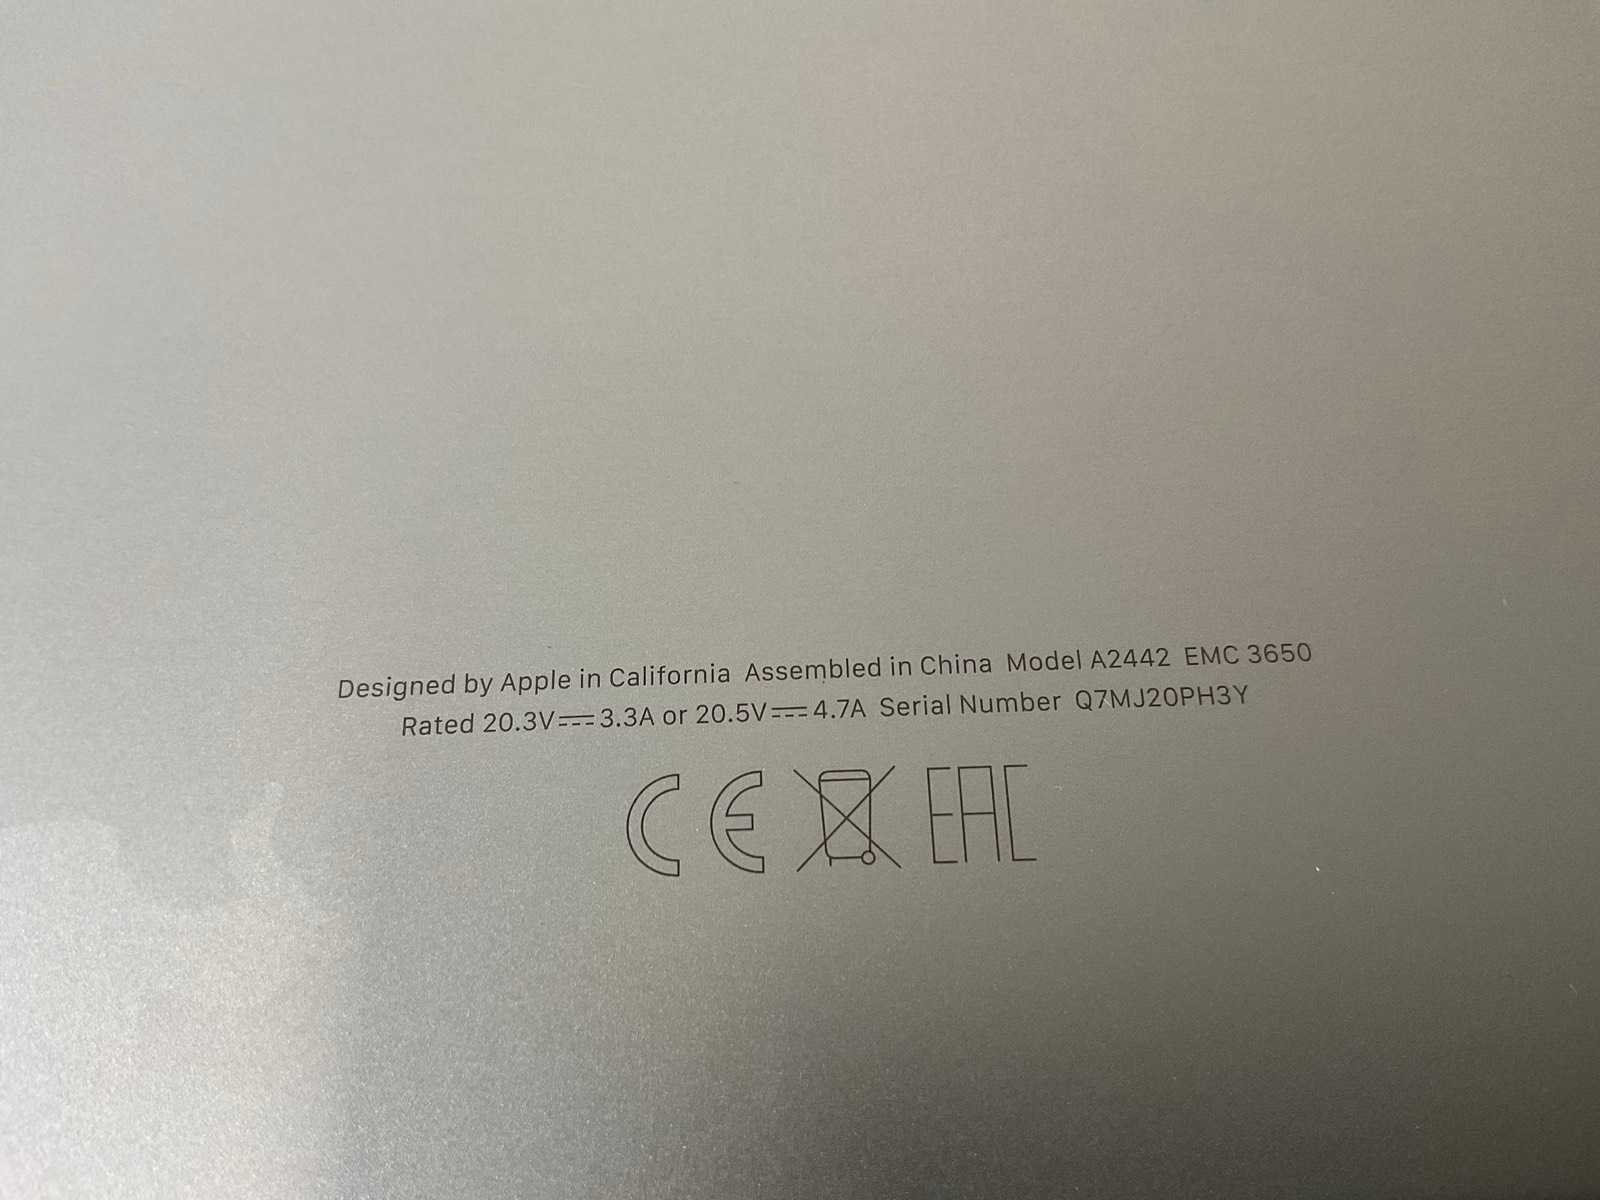 Designed by Apple in California Assembled in China Model A2442 EMC 3650
Rated 20.3V⎓3.3A or 20.5V⎓4.7A Serial Number Q7MJ20PH3Y
CE EAC